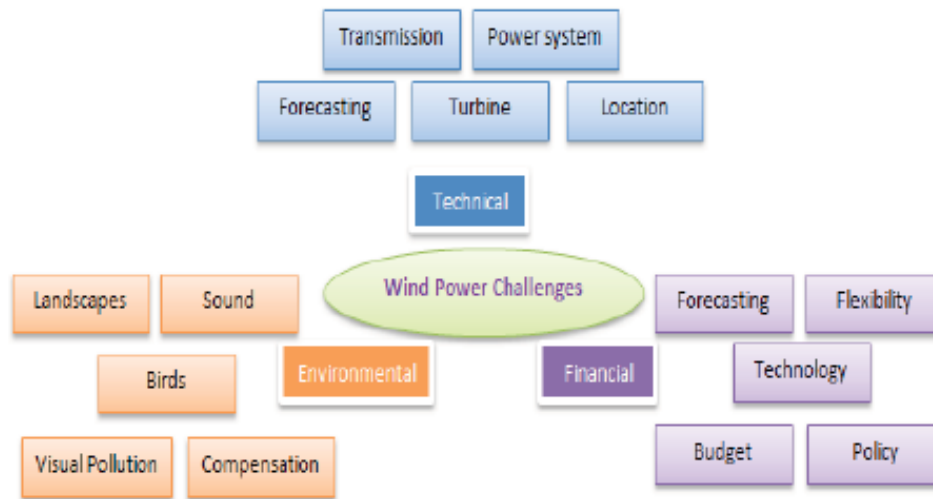 Transmission
Power system
Forecasting
Turbine
Location
Technical
Wind Power Challenges
Landscapes
Sound
Birds
Environmental
Visual Pollution
Compensation
Financial
Forecasting
Flexibility
Technology
Budget
Policy